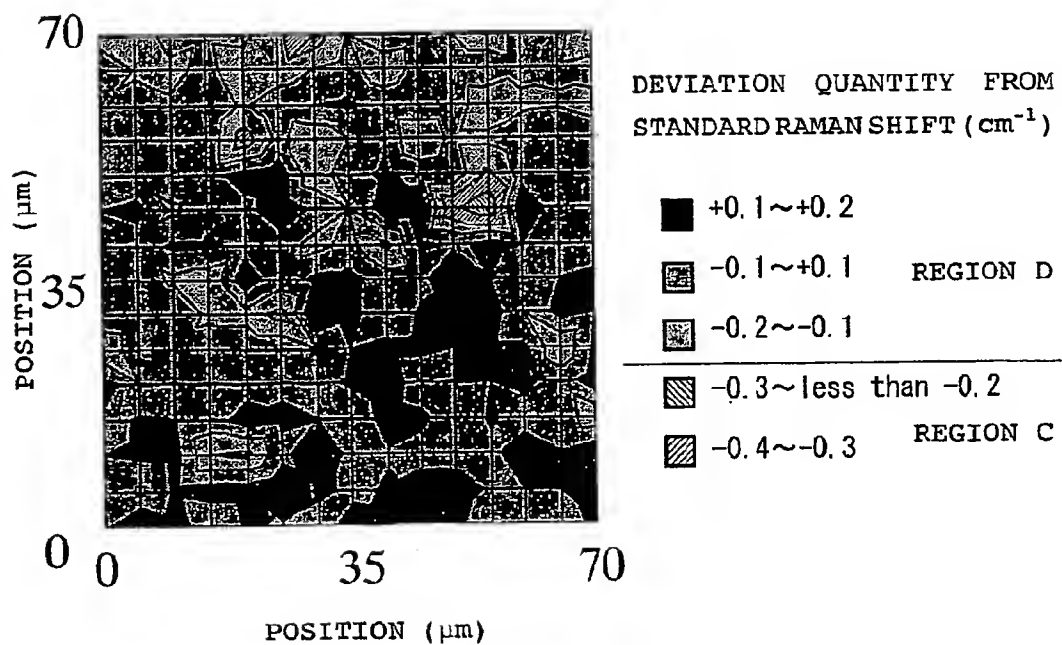 70
35
0
POSITION (μm)
0 35 70
POSITION (μm)
DEVIATION QUANTITY FROM
STANDARD RAMAN SHIFT (cm⁻¹)
+0.1~+0.2
-0.1~+0.1 REGION D
-0.2~-0.1
-0.3~less than -0.2
-0.4~-0.3 REGION C